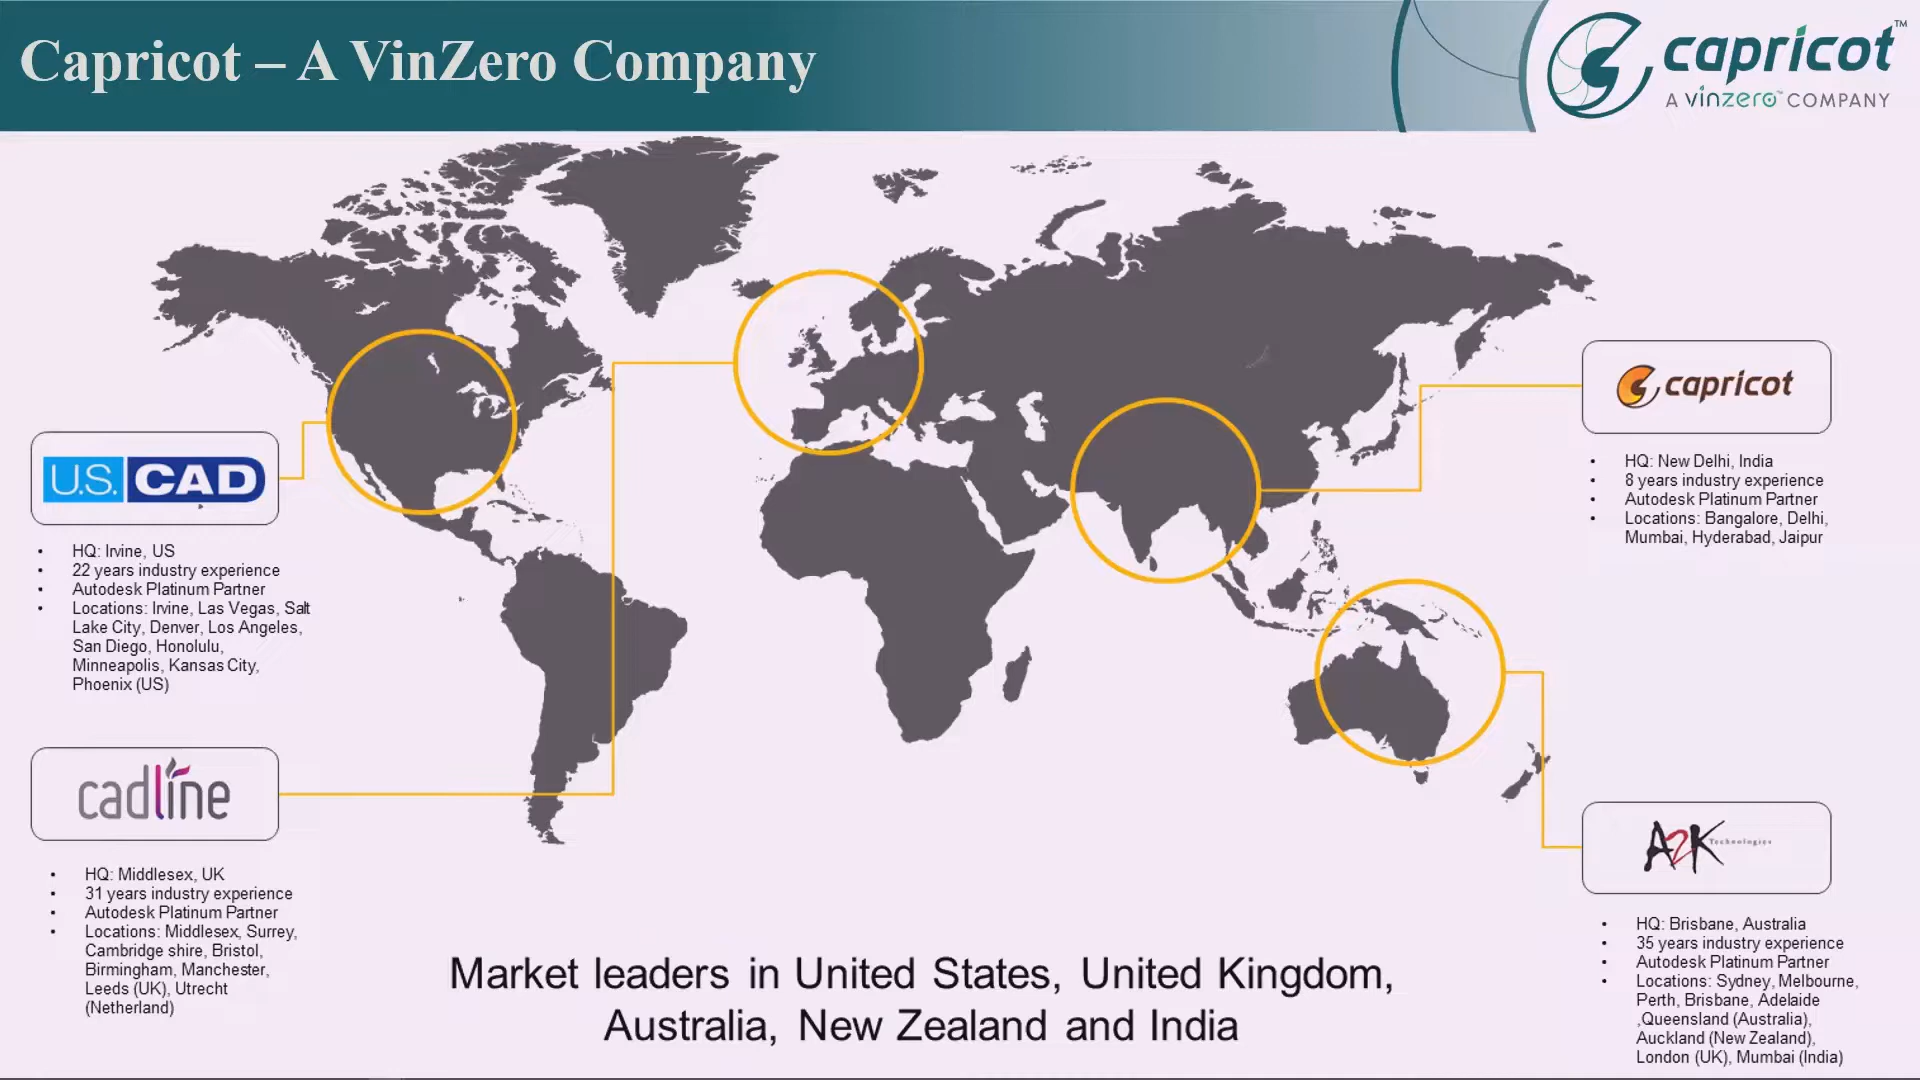 Capricot – A VinZero Company
capricot™
A vinzero™ COMPANY
U.S. CAD
• HQ: Irvine, US
• 22 years industry experience
• Autodesk Platinum Partner
• Locations: Irvine, Las Vegas, Salt
Lake City, Denver, Los Angeles,
San Diego, Honolulu,
Minneapolis, Kansas City,
Phoenix (US)
cadline
• HQ: Middlesex, UK
• 31 years industry experience
• Autodesk Platinum Partner
• Locations: Middlesex, Surrey,
Cambridge shire, Bristol,
Birmingham, Manchester,
Leeds (UK), Utrecht
(Netherland)
capricot
• HQ: New Delhi, India
• 8 years industry experience
• Autodesk Platinum Partner
• Locations: Bangalore, Delhi,
Mumbai, Hyderabad, Jaipur
A2K Technologies
• HQ: Brisbane, Australia
• 35 years industry experience
• Autodesk Platinum Partner
• Locations: Sydney, Melbourne,
Perth, Brisbane, Adelaide
,Queensland (Australia),
Auckland (New Zealand),
London (UK), Mumbai (India)
Market leaders in United States, United Kingdom,
Australia, New Zealand and India